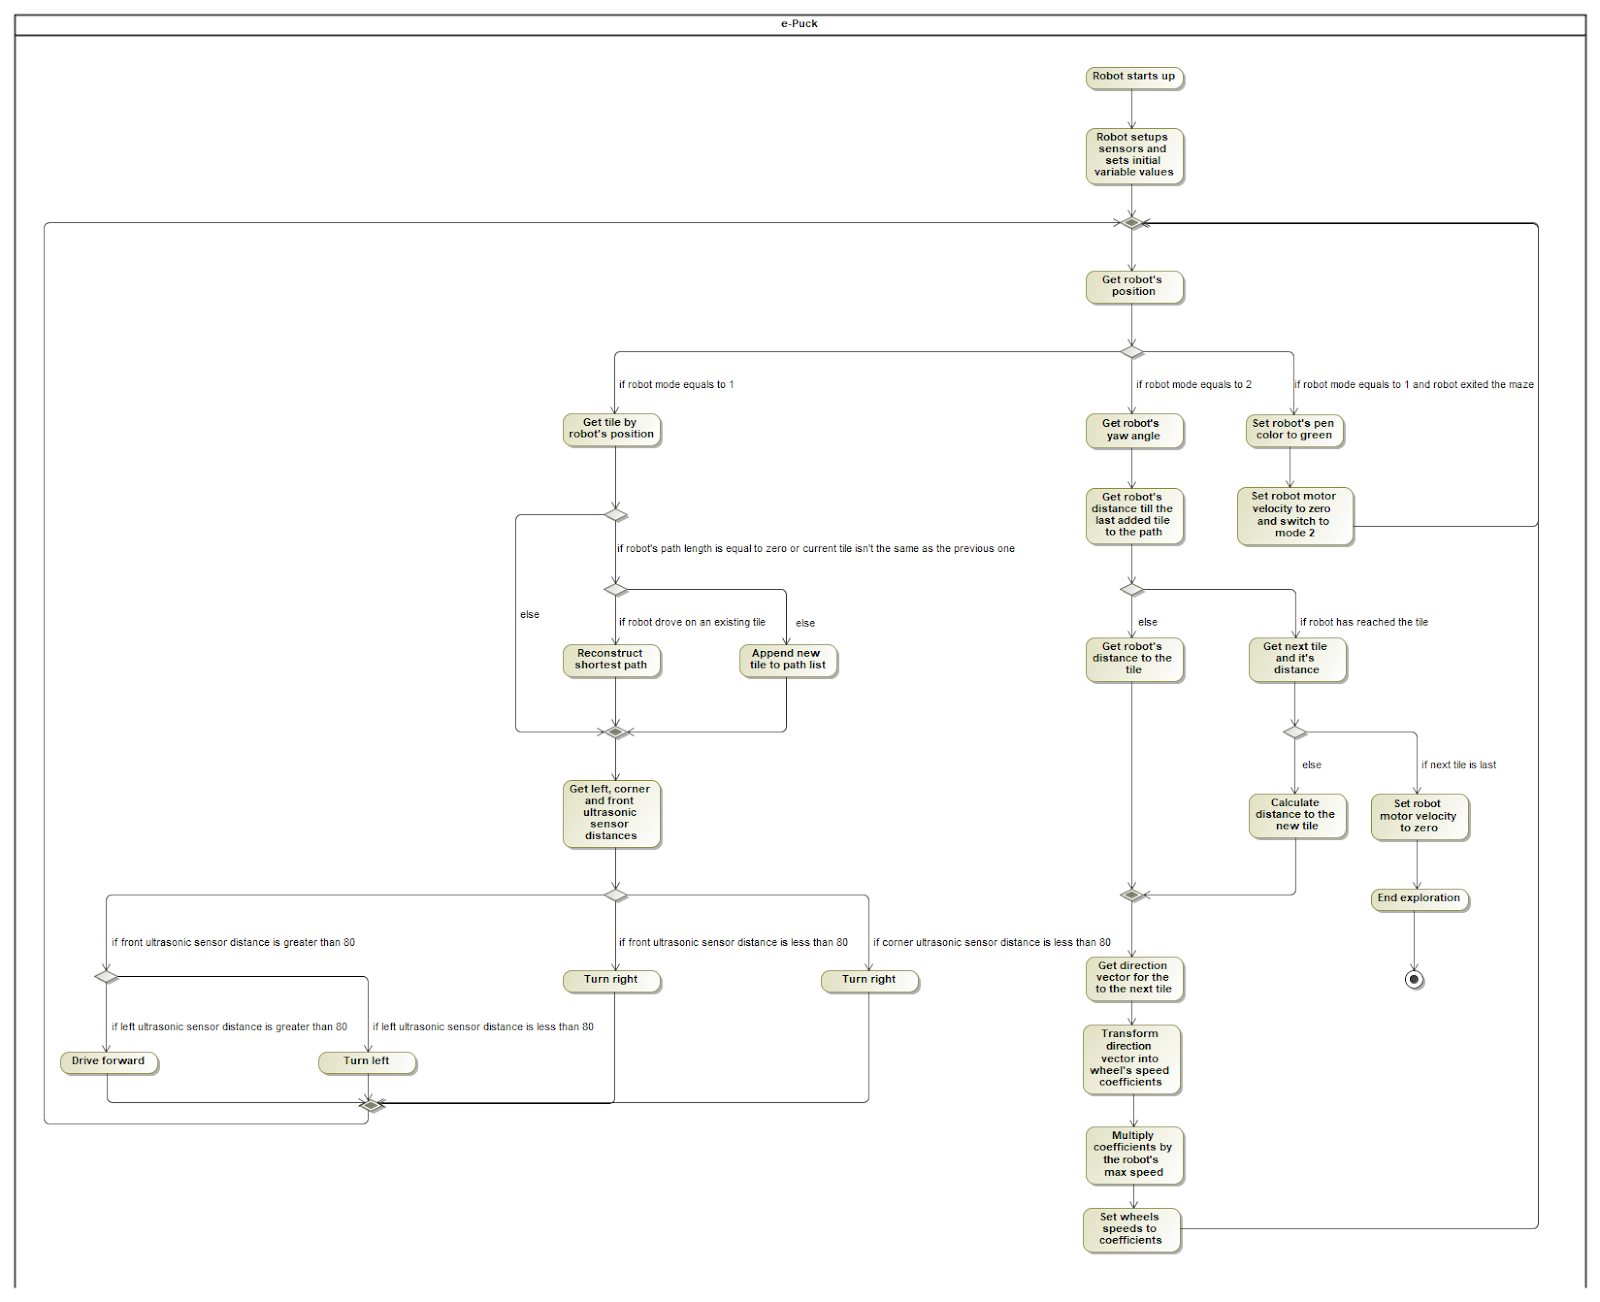 e-Puck
Robot starts up
Robot setups
sensors and
sets initial
variable values
Get robot's
position
if robot mode equals to 1
if robot mode equals to 2
if robot mode equals to 1 and robot exited the maze
Get tile by
robot's position
Get robot's
yaw angle
Set robot's pen
color to green
Get robot's
distance till the
last added tile
to the path
Set robot motor
velocity to zero
and switch to
mode 2
if robot's path length is equal to zero or current tile isn't the same as the previous one
else
if robot drove on an existing tile
else
else
if robot has reached the tile
Reconstruct
shortest path
Append new
tile to path list
Get robot's
distance to the
tile
Get next tile
and it's
distance
else
if next tile is last
Get left, corner
and front
ultrasonic
sensor
distances
Calculate
distance to the
new tile
Set robot
motor velocity
to zero
End exploration
if front ultrasonic sensor distance is greater than 80
if front ultrasonic sensor distance is less than 80
if corner ultrasonic sensor distance is less than 80
Turn right
Turn right
Get direction
vector for the
to the next tile
if left ultrasonic sensor distance is greater than 80
if left ultrasonic sensor distance is less than 80
Drive forward
Turn left
Transform
direction
vector into
wheel's speed
coefficients
Multiply
coefficients by
the robot's
max speed
Set wheels
speeds to
coefficients